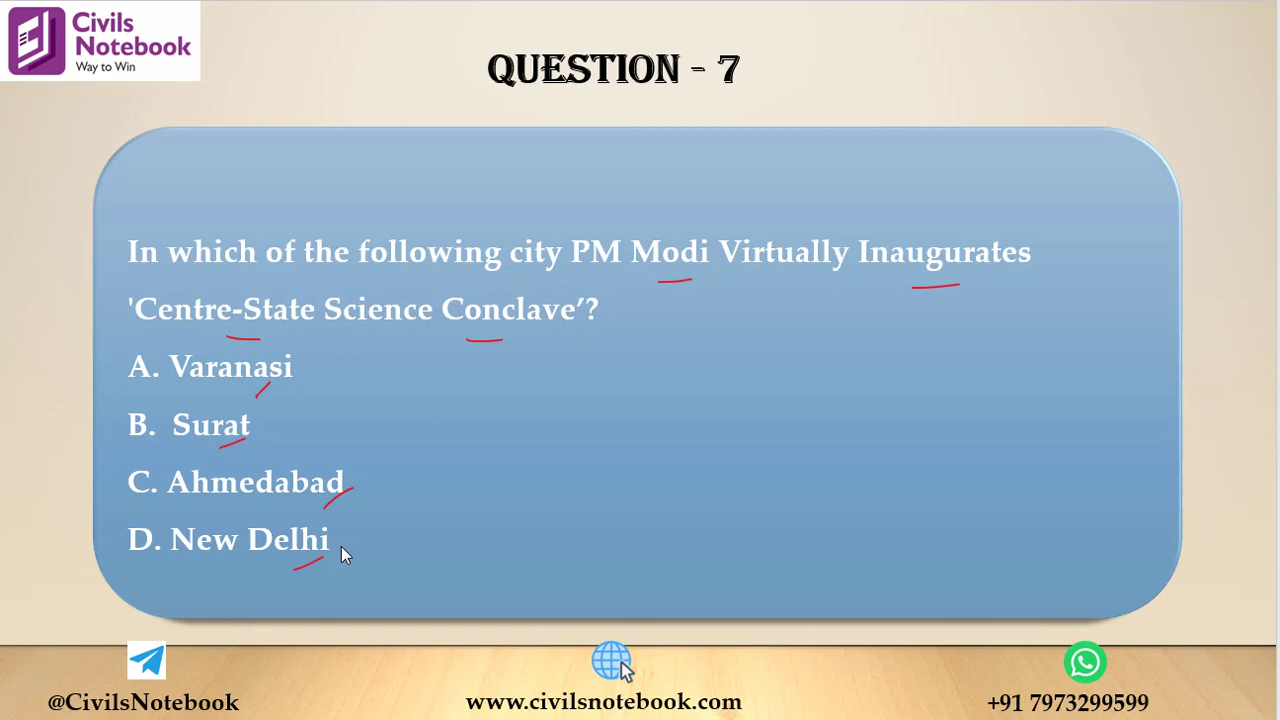 Civils
Notebook
Way to Win
QUESTION - 7
In which of the following city PM Modi Virtually Inaugurates
'Centre-State Science Conclave’?
A. Varanasi
B. Surat
C. Ahmedabad
D. New Delhi
@CivilsNotebook
www.civilsnotebook.com
+91 7973299599